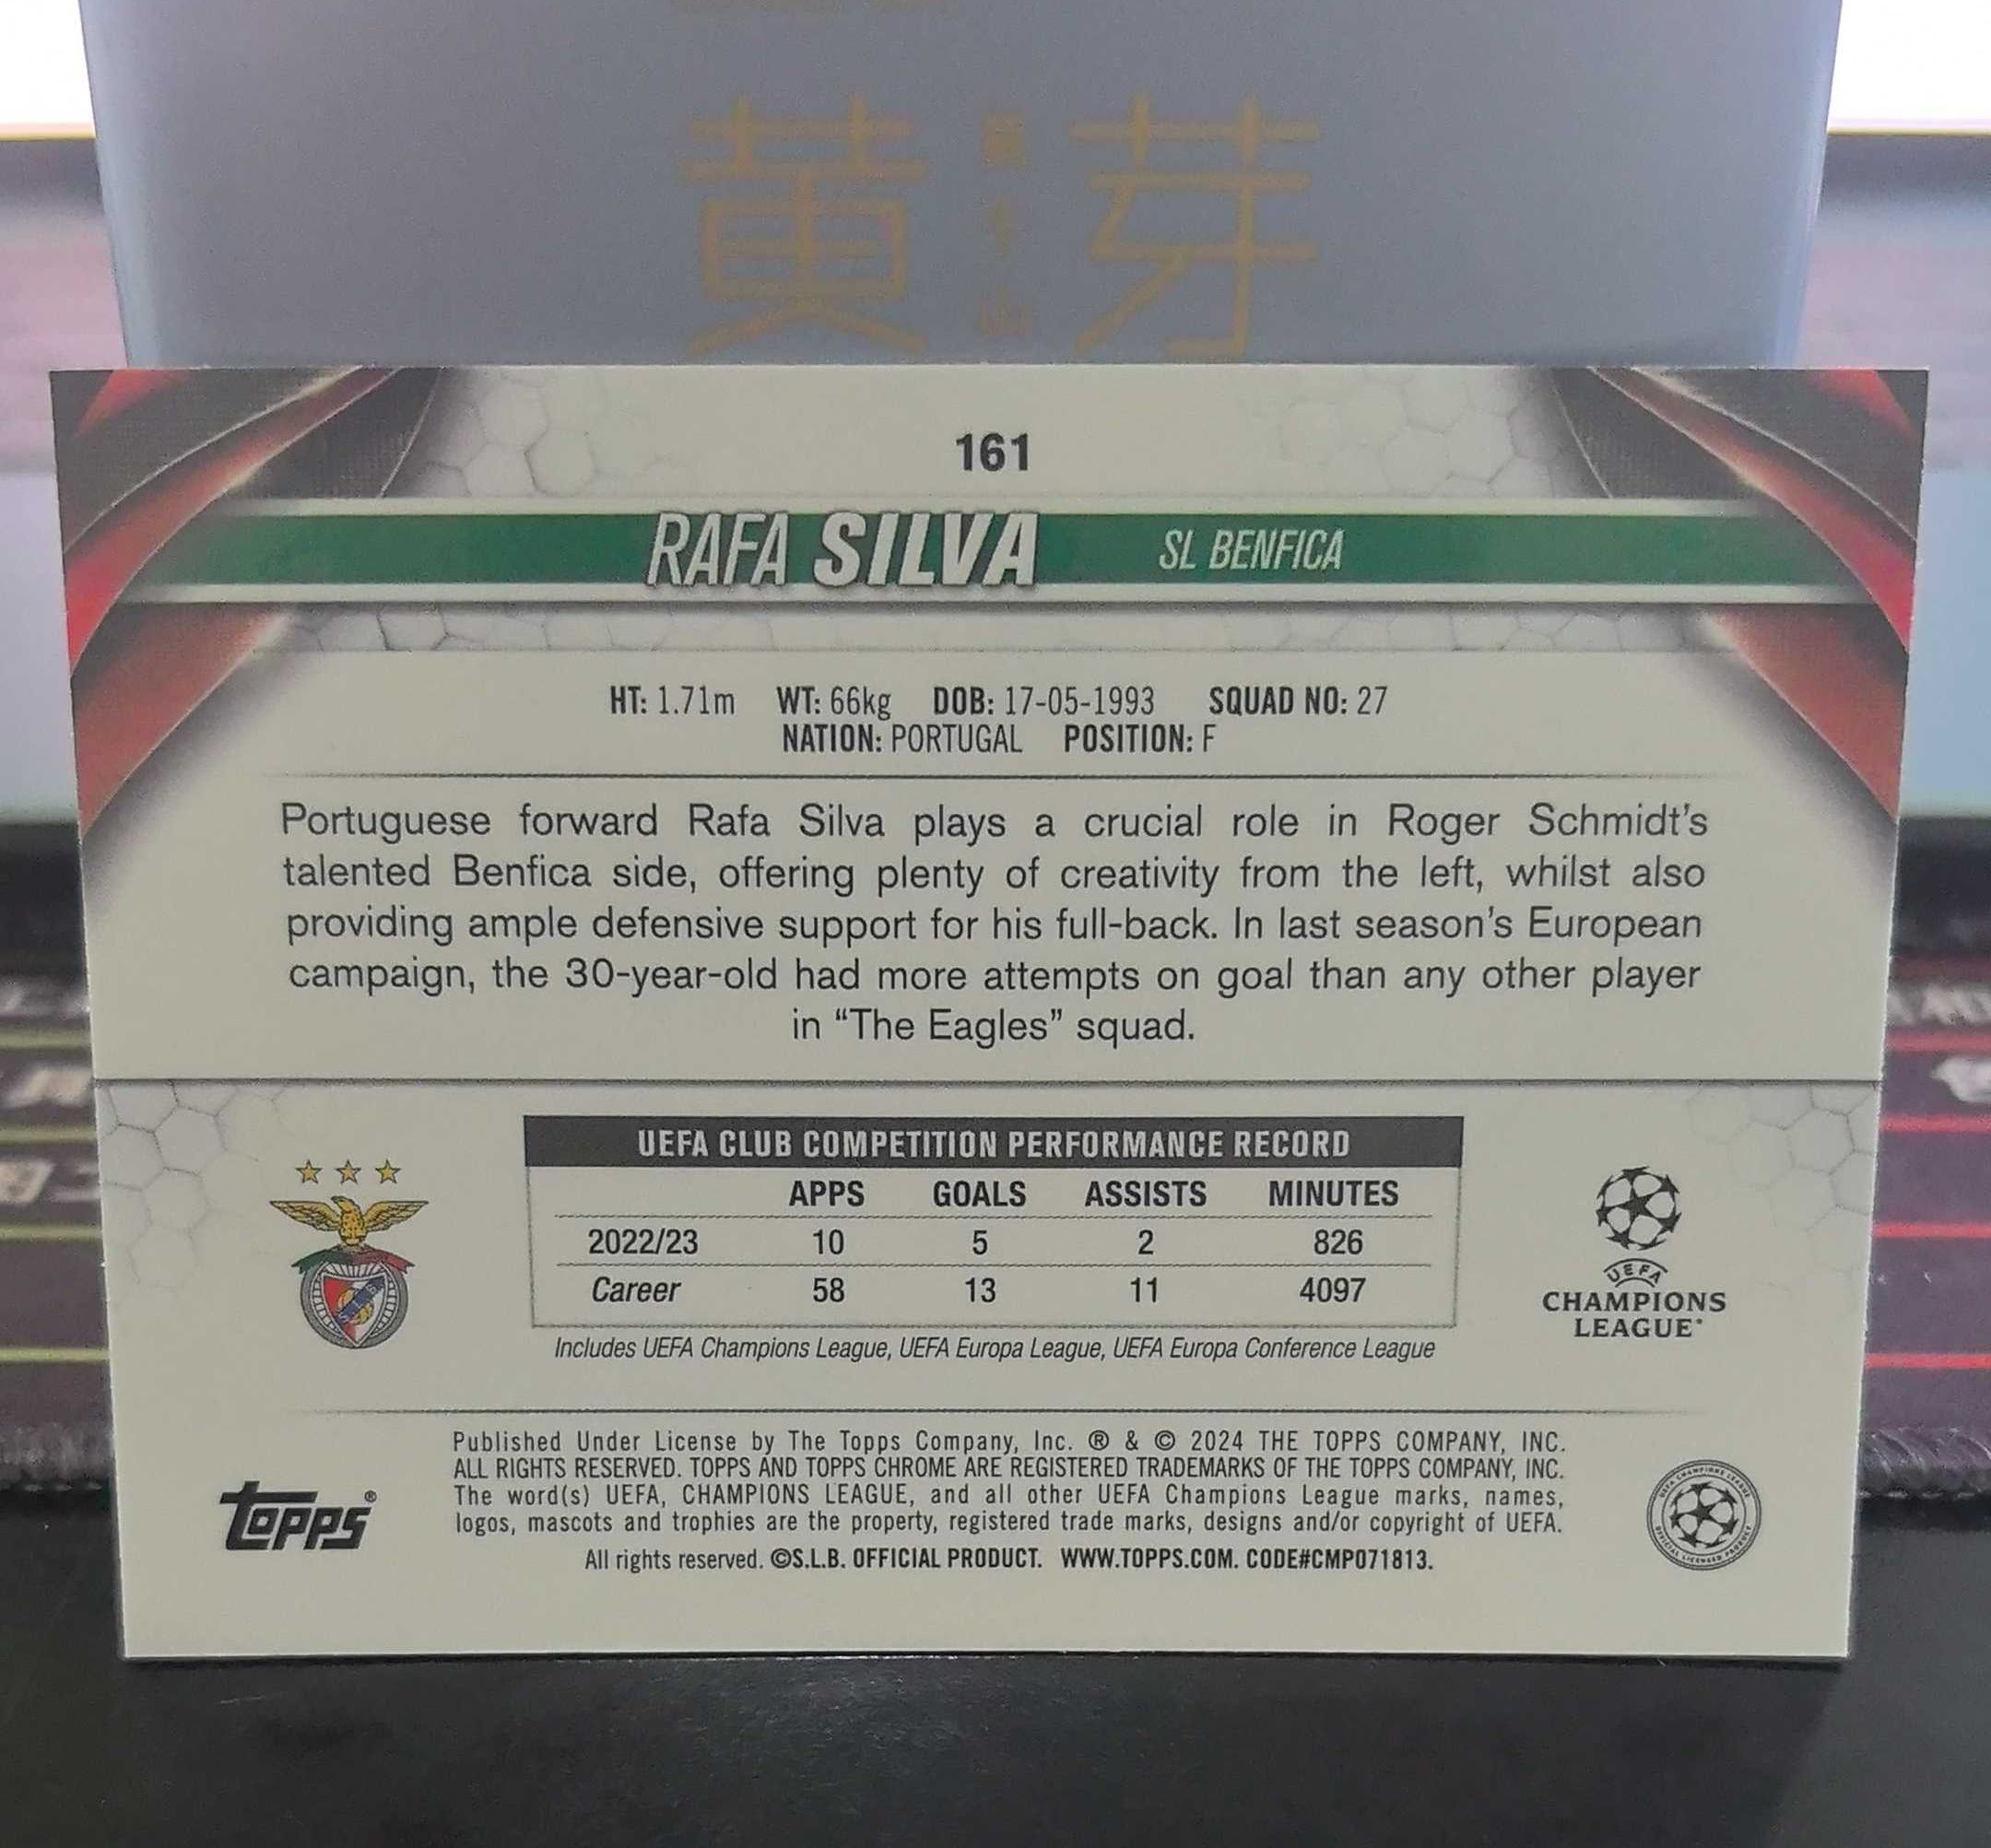 黄芽
161
RAFA SILVA SL BENFICA
HT: 1.71m WT: 66kg DOB: 17-05-1993 SQUAD NO: 27
NATION: PORTUGAL POSITION: F
Portuguese forward Rafa Silva plays a crucial role in Roger Schmidt's
talented Benfica side, offering plenty of creativity from the left, whilst also
providing ample defensive support for his full-back. In last season's European
campaign, the 30-year-old had more attempts on goal than any other player
in “The Eagles” squad.
UEFA CLUB COMPETITION PERFORMANCE RECORD
APPS GOALS ASSISTS MINUTES
2022/23 10 5 2 826
Career 58 13 11 4097
Includes UEFA Champions League, UEFA Europa League, UEFA Europa Conference League
UEFA
CHAMPIONS
LEAGUE®
Published Under License by The Topps Company, Inc. ® & © 2024 THE TOPPS COMPANY, INC.
ALL RIGHTS RESERVED. TOPPS AND TOPPS CHROME ARE REGISTERED TRADEMARKS OF THE TOPPS COMPANY, INC.
The word(s) UEFA, CHAMPIONS LEAGUE, and all other UEFA Champions League marks, names,
logos, mascots and trophies are the property, registered trade marks, designs and/or copyright of UEFA.
All rights reserved. ©S.L.B. OFFICIAL PRODUCT. WWW.TOPPS.COM. CODE#CMP071813.
Topps®